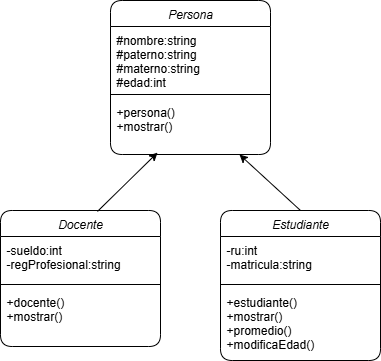 Persona
#nombre:string
#paterno:string
#materno:string
#edad:int
+persona()
+mostrar()
Docente
-sueldo:int
-regProfesional:string
+docente()
+mostrar()
Estudiante
-ru:int
-matricula:string
+estudiante()
+mostrar()
+promedio()
+modificaEdad()